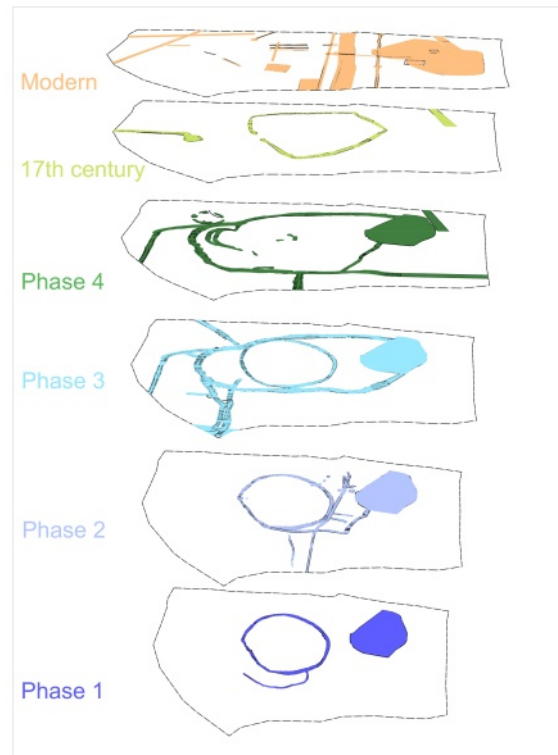 Modern
17th century
Phase 4
Phase 3
Phase 2
Phase 1